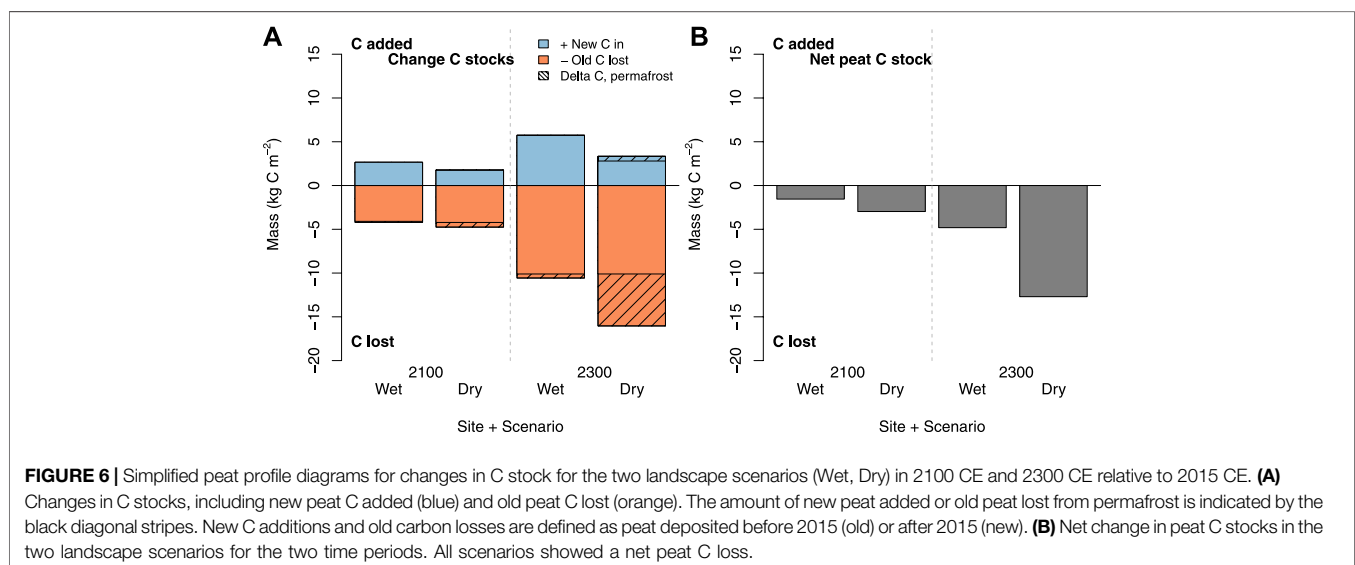 A
C added
Change C stocks
+ New C in
− Old C lost
Delta C, permafrost
15
10
5
0
−5
−10
−15
−20
Mass (kg C m−2)
C lost
2100
2300
Wet
Dry
Wet
Dry
Site + Scenario
B
C added
Net peat C stock
15
10
5
0
−5
−10
−15
−20
Mass (kg C m−2)
C lost
2100
2300
Wet
Dry
Wet
Dry
Site + Scenario
FIGURE 6 | Simplified peat profile diagrams for changes in C stock for the two landscape scenarios (Wet, Dry) in 2100 CE and 2300 CE relative to 2015 CE. (A)
Changes in C stocks, including new peat C added (blue) and old peat C lost (orange). The amount of new peat added or old peat lost from permafrost is indicated by the
black diagonal stripes. New C additions and old carbon losses are defined as peat deposited before 2015 (old) or after 2015 (new). (B) Net change in peat C stocks in the
two landscape scenarios for the two time periods. All scenarios showed a net peat C loss.